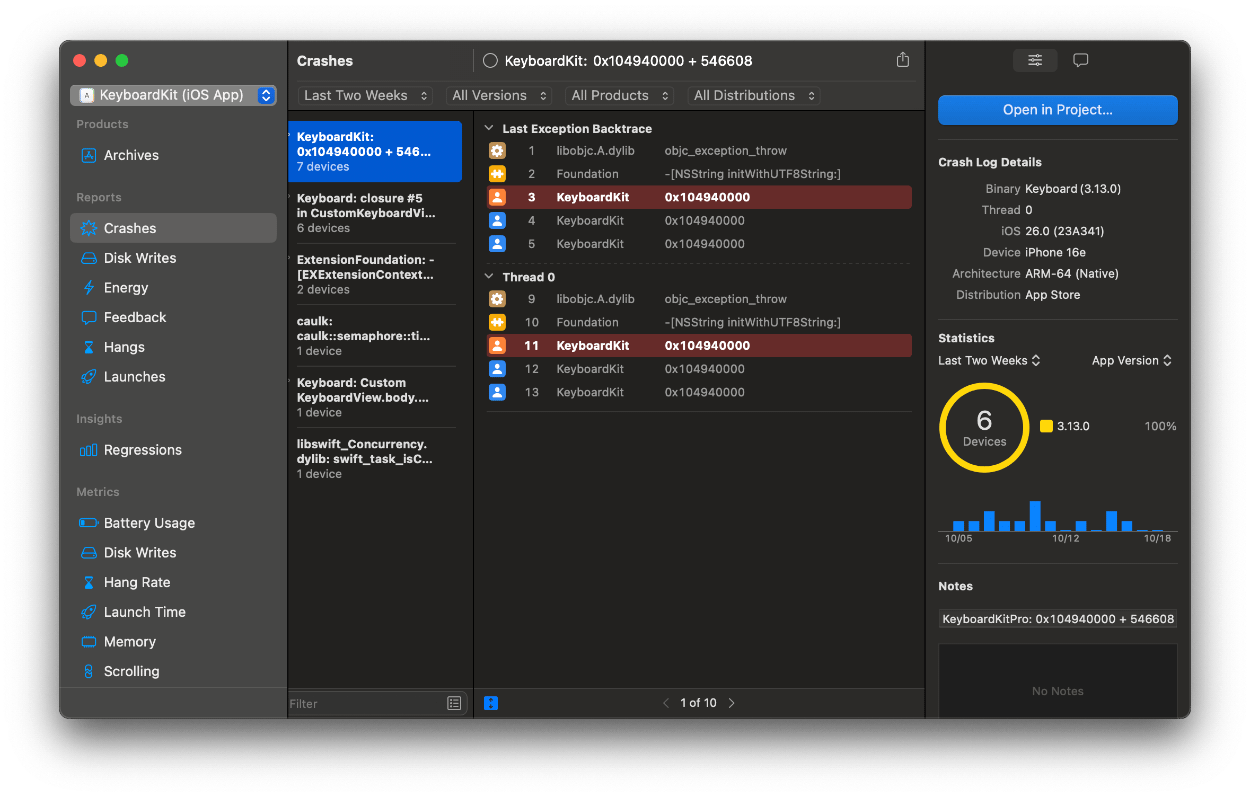 KeyboardKit (iOS App)
Products
Archives
Reports
Crashes
Disk Writes
Energy
Feedback
Hangs
Launches
Insights
Regressions
Metrics
Battery Usage
Disk Writes
Hang Rate
Launch Time
Memory
Scrolling
Crashes
KeyboardKit: 0x104940000 + 546608
Last Two Weeks
All Versions
All Products
All Distributions
KeyboardKit:
0x104940000 + 546...
7 devices
Keyboard: closure #5
in CustomKeyboardVi...
6 devices
ExtensionFoundation: -
[EXExtensionContext...
2 devices
caulk:
caulk::semaphore::ti...
1 device
Keyboard: Custom
KeyboardView.body....
1 device
libswift_Concurrency.
dylib: swift_task_isC...
1 device
Filter
Last Exception Backtrace
1 libobjc.A.dylib objc_exception_throw
2 Foundation -[NSString initWithUTF8String:]
3 KeyboardKit 0x104940000
4 KeyboardKit 0x104940000
5 KeyboardKit 0x104940000
Thread 0
9 libobjc.A.dylib objc_exception_throw
10 Foundation -[NSString initWithUTF8String:]
11 KeyboardKit 0x104940000
12 KeyboardKit 0x104940000
13 KeyboardKit 0x104940000
1 of 10
Open in Project...
Crash Log Details
Binary Keyboard (3.13.0)
Thread 0
iOS 26.0 (23A341)
Device iPhone 16e
Architecture ARM-64 (Native)
Distribution App Store
Statistics
Last Two Weeks App Version
6
Devices
3.13.0 100%
10/05 10/12 10/18
Notes
KeyboardKitPro: 0x104940000 + 546608
No Notes